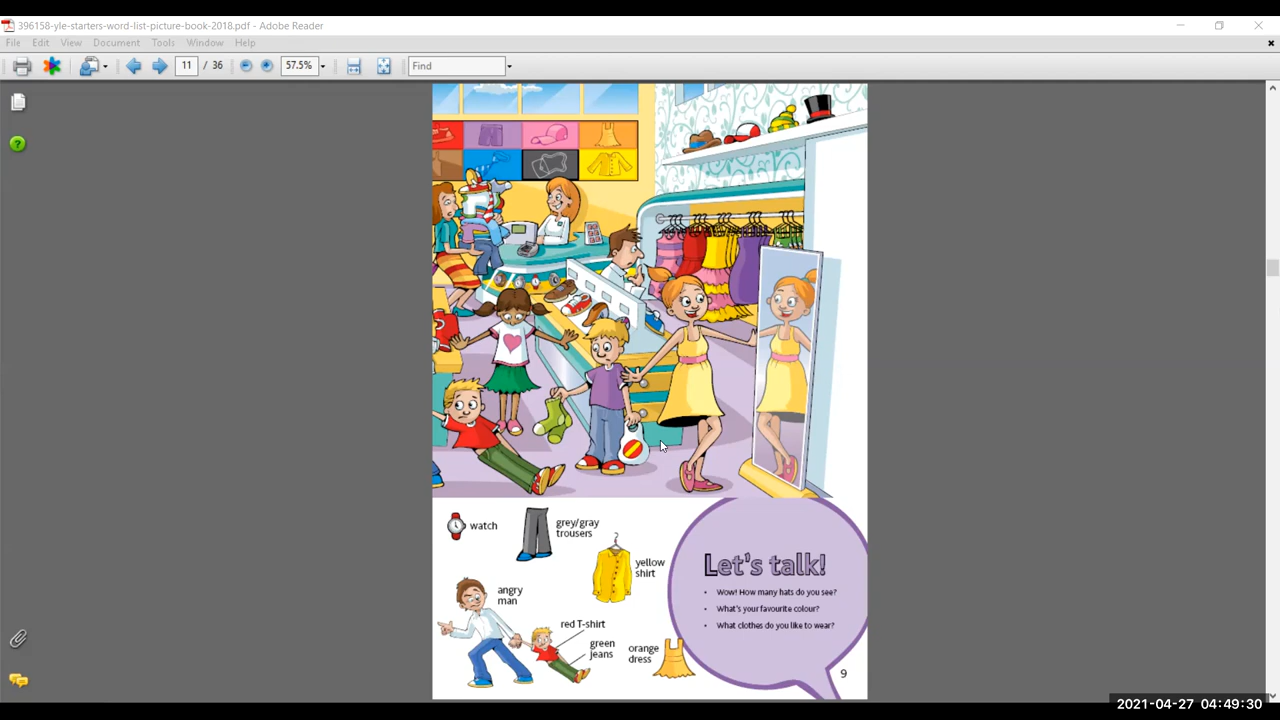 396158-yle-starters-word-list-picture-book-2018.pdf - Adobe Reader
File Edit View Document Tools Window Help
11 / 36 57.5% Find
watch
grey/gray
trousers
yellow
shirt
angry
man
red T-shirt
green
jeans
orange
dress
Let's talk!
• Wow! How many hats do you see?
• What's your favourite colour?
• What clothes do you like to wear?
9
2021-04-27 04:49:30